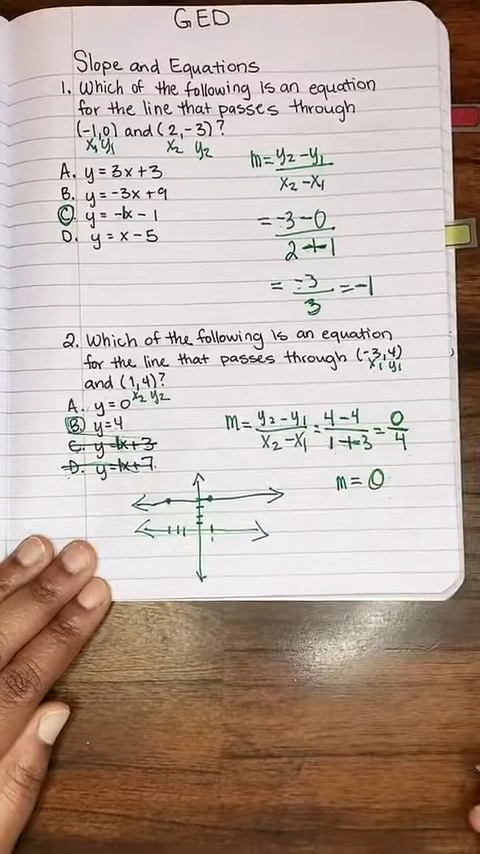 GED
Slope and Equations
1. Which of the following is an equation
for the line that passes through
(-1,0) and (2,-3)?
x₁ y₁ x₂ y₂
A. y = 3x+3
B. y = -3x+9
C. y = -1x - 1
D. y = x - 5
m = y₂ - y₁ / x₂ - x₁
= -3 - 0 / 2 + 1
= -3 / 3 = -1
2. Which of the following is an equation
for the line that passes through (-3,4)
x₁ y₁
and (1,4)?
x₂ y₂
A. y=0
B. y=4
C. y=1x+3
D. y=1x+7
m = y₂ - y₁ / x₂ - x₁ = 4 - 4 / 1 + 3 = 0 / 4
m = 0